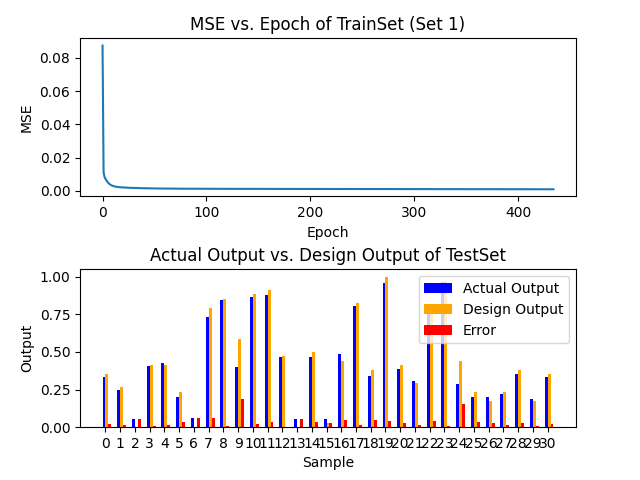 MSE vs. Epoch of TrainSet (Set 1)
0.08
0.06
0.04
0.02
0.00
MSE
0 100 200 300 400
Epoch
Actual Output vs. Design Output of TestSet
1.00
0.75
0.50
0.25
0.00
Output
Actual Output
Design Output
Error
0 1 2 3 4 5 6 7 8 9 10 11 12 13 14 15 16 17 18 19 20 21 22 23 24 25 26 27 28 29 30
Sample